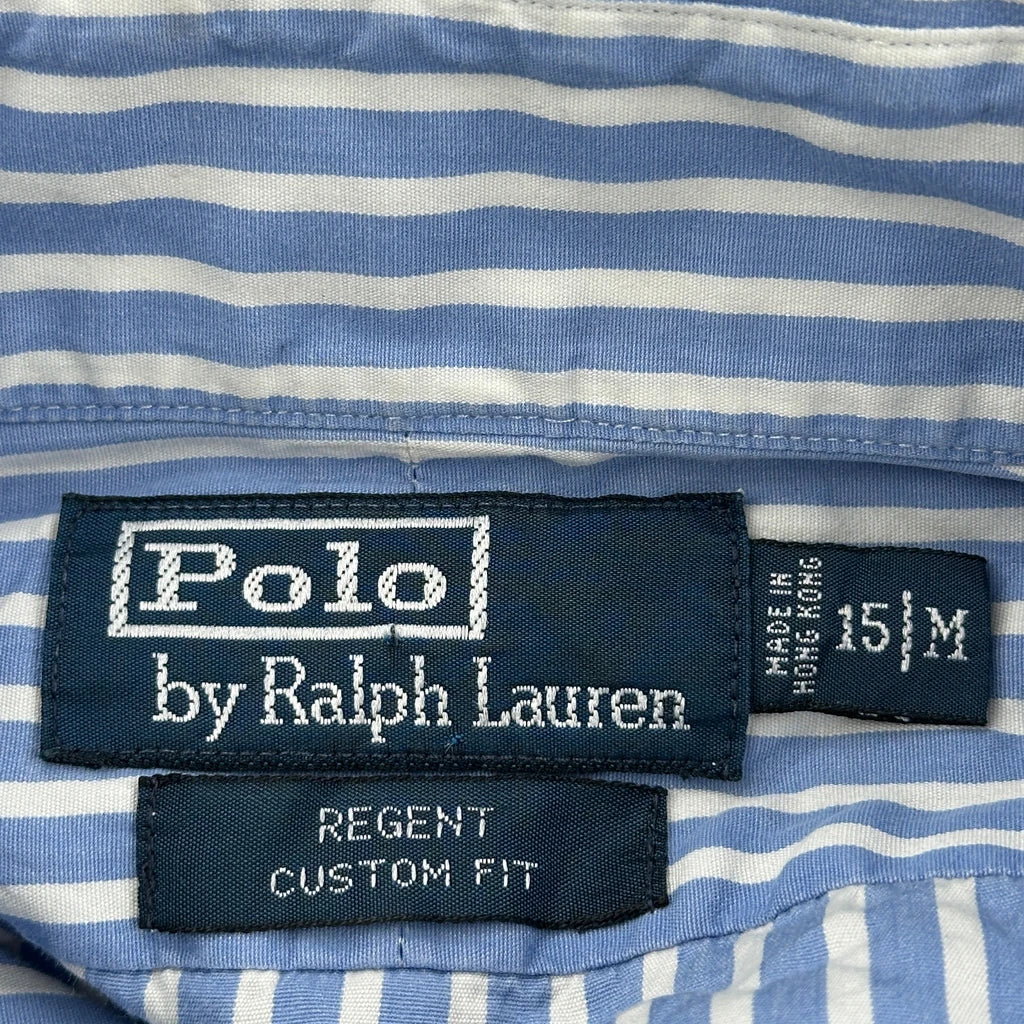 Polo
by Ralph Lauren
MADE IN
HONG KONG
15|M
REGENT
CUSTOM FIT